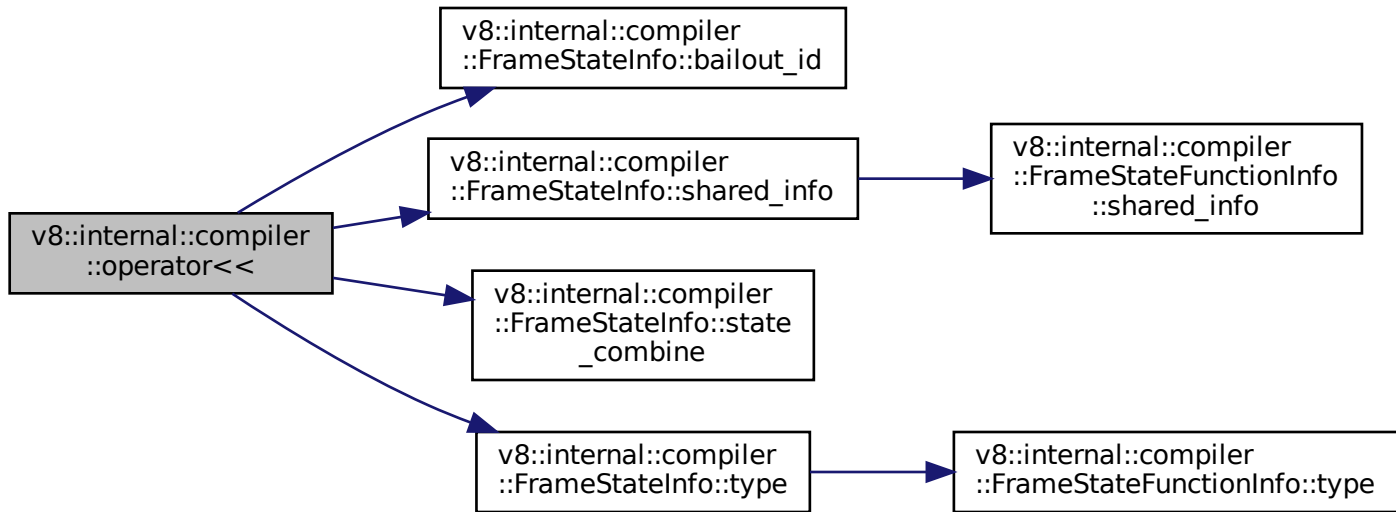 v8::internal::compiler
::operator<<
v8::internal::compiler
::FrameStateInfo::bailout_id
v8::internal::compiler
::FrameStateInfo::shared_info
v8::internal::compiler
::FrameStateFunctionInfo
::shared_info
v8::internal::compiler
::FrameStateInfo::state
_combine
v8::internal::compiler
::FrameStateInfo::type
v8::internal::compiler
::FrameStateFunctionInfo::type